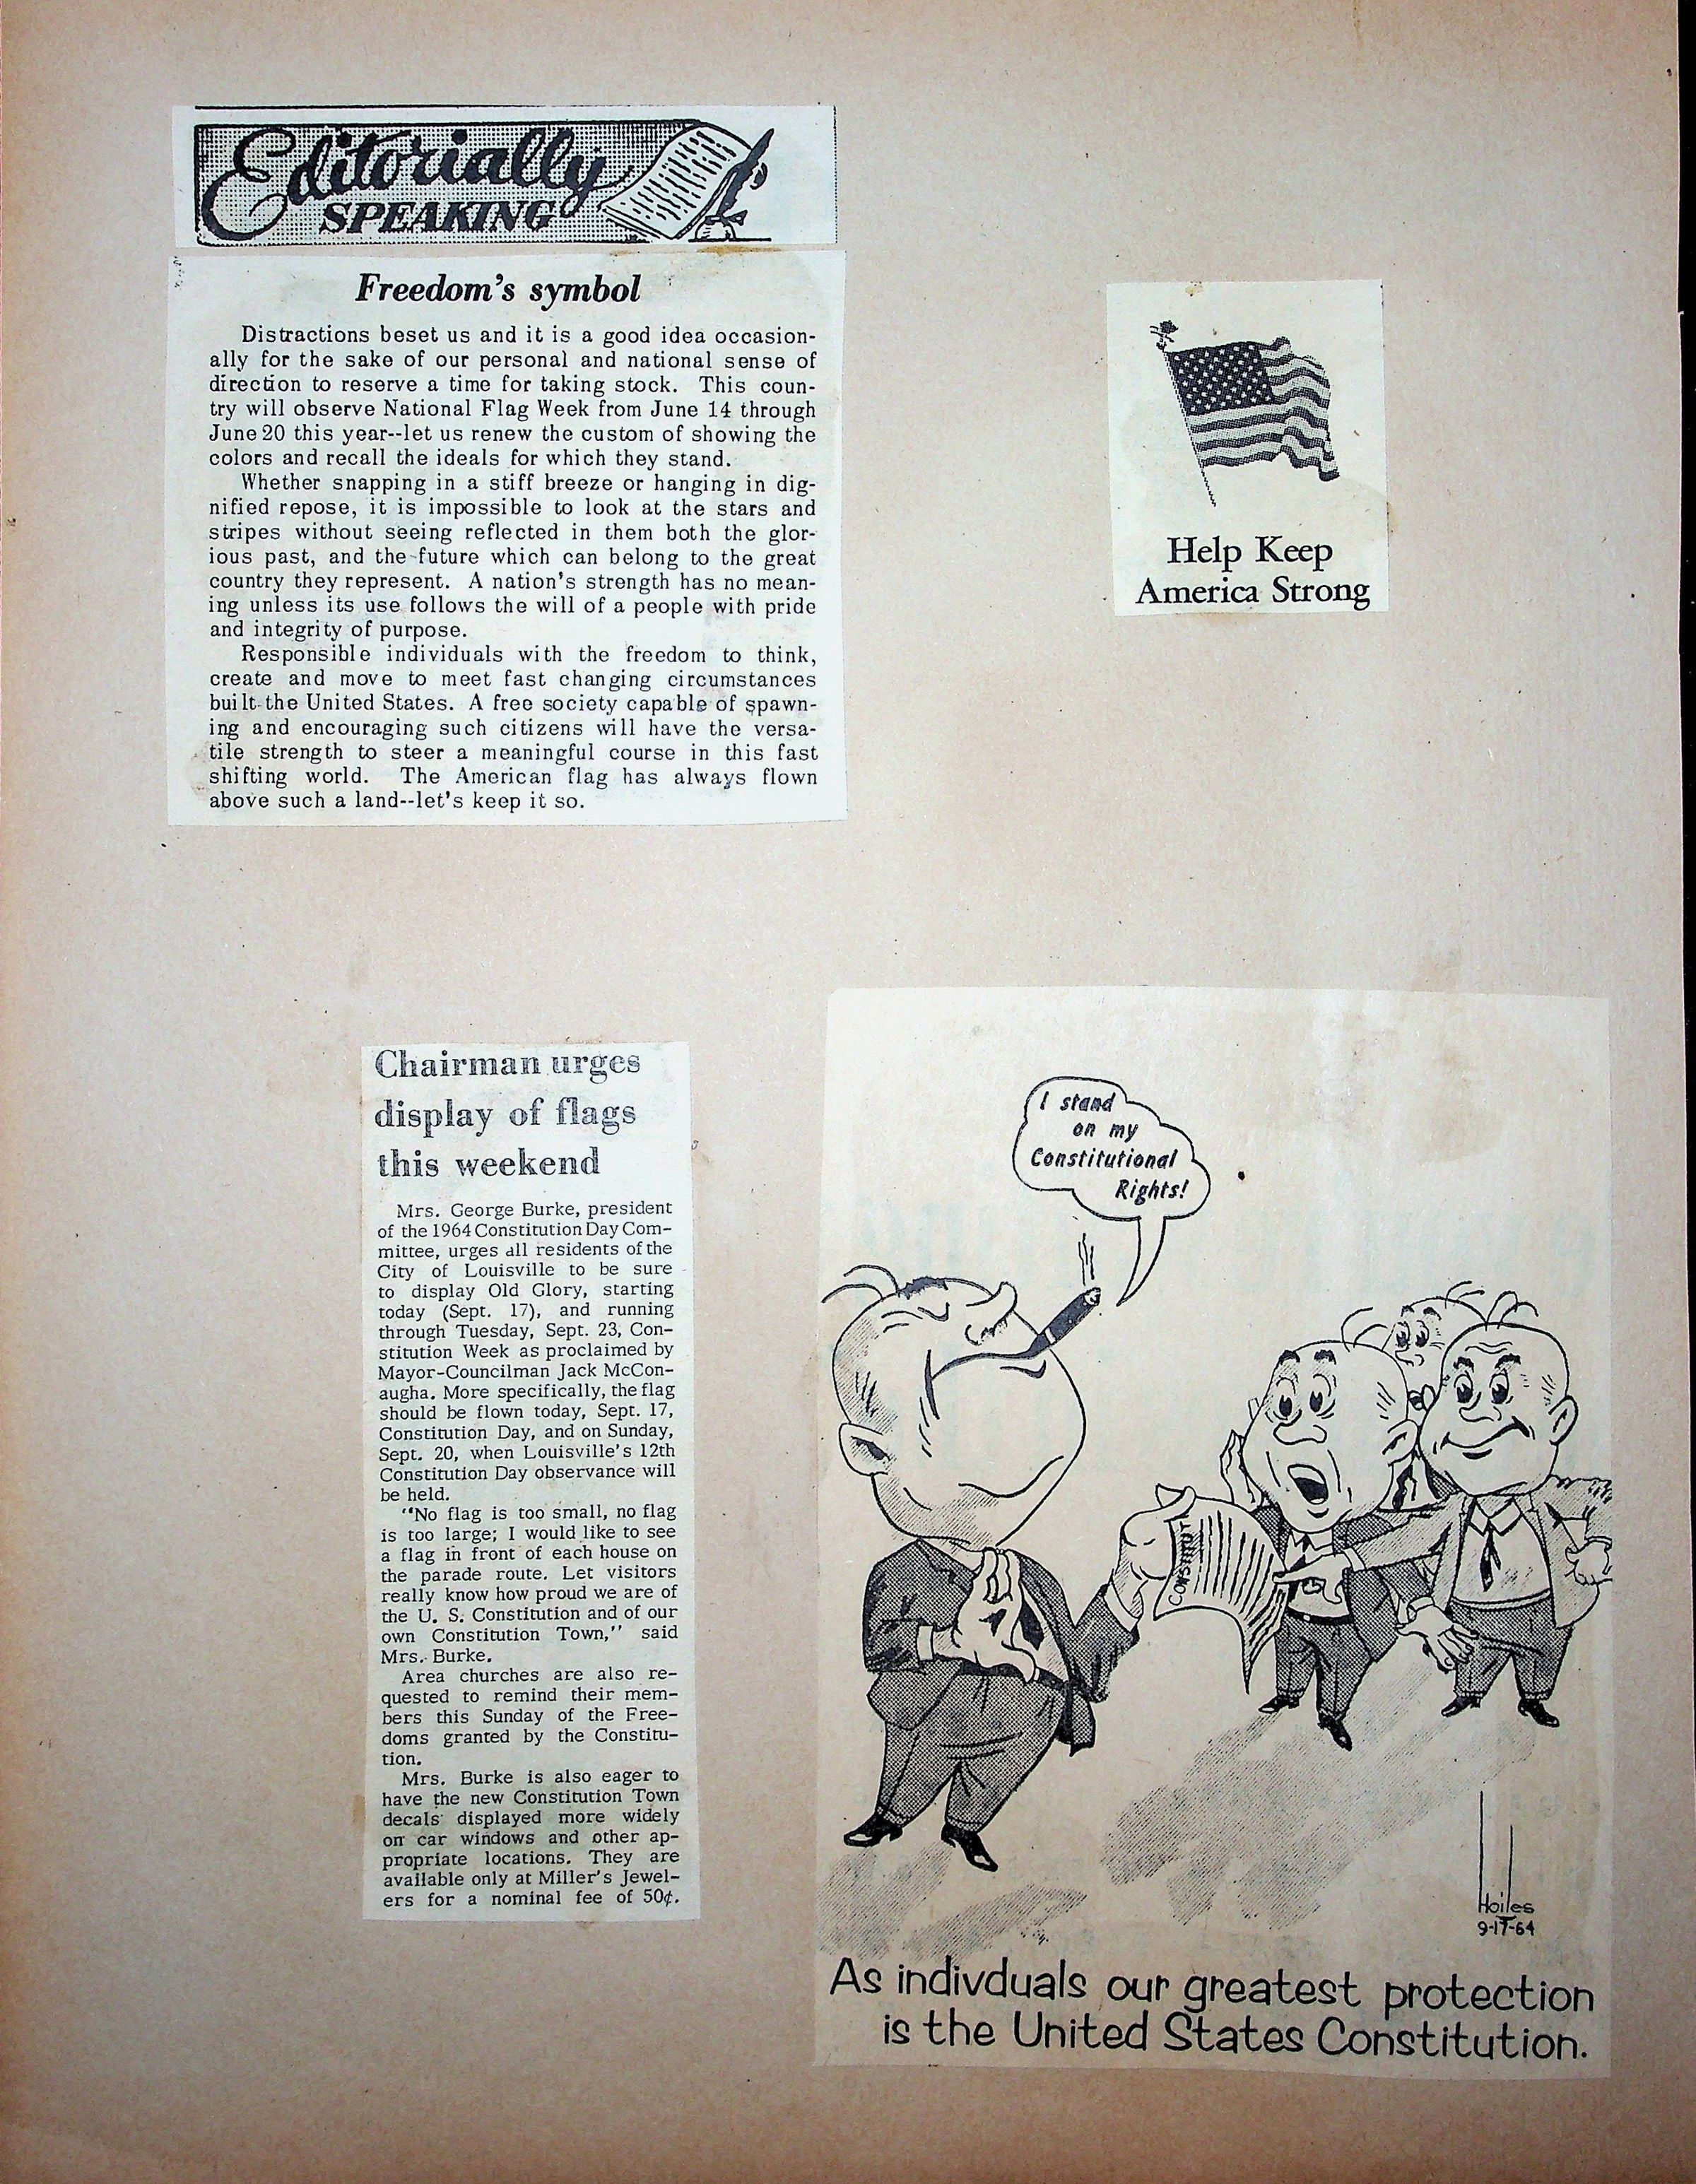 Editorially
SPEAKING
Freedom's symbol
Distractions beset us and it is a good idea occasion-
ally for the sake of our personal and national sense of
direction to reserve a time for taking stock. This coun-
try will observe National Flag Week from June 14 through
June 20 this year--let us renew the custom of showing the
colors and recall the ideals for which they stand.
Whether snapping in a stiff breeze or hanging in dig-
nified repose, it is impossible to look at the stars and
stripes without seeing reflected in them both the glor-
ious past, and the future which can belong to the great
country they represent. A nation's strength has no mean-
ing unless its use follows the will of a people with pride
and integrity of purpose.
Responsible individuals with the freedom to think,
create and move to meet fast changing circumstances
built the United States. A free society capable of spawn-
ing and encouraging such citizens will have the versa-
tile strength to steer a meaningful course in this fast
shifting world. The American flag has always flown
above such a land--let's keep it so.
Help Keep
America Strong
Chairman urges
display of flags
this weekend
Mrs. George Burke, president
of the 1964 Constitution Day Com-
mittee, urges all residents of the
City of Louisville to be sure
to display Old Glory, starting
today (Sept. 17), and running
through Tuesday, Sept. 23, Con-
stitution Week as proclaimed by
Mayor-Councilman Jack McCon-
augha. More specifically, the flag
should be flown today, Sept. 17,
Constitution Day, and on Sunday,
Sept. 20, when Louisville's 12th
Constitution Day observance will
be held.
"No flag is too small, no flag
is too large; I would like to see
a flag in front of each house on
the parade route. Let visitors
really know how proud we are of
the U. S. Constitution and of our
own Constitution Town," said
Mrs. Burke.
Area churches are also re-
quested to remind their mem-
bers this Sunday of the Free-
doms granted by the Constitu-
tion.
Mrs. Burke is also eager to
have the new Constitution Town
decals displayed more widely
on car windows and other ap-
propriate locations. They are
available only at Miller's Jewel-
ers for a nominal fee of 50¢.
I stand
on my
Constitutional
Rights!
Hoiles
9-17-64
As indivduals our greatest protection
is the United States Constitution.